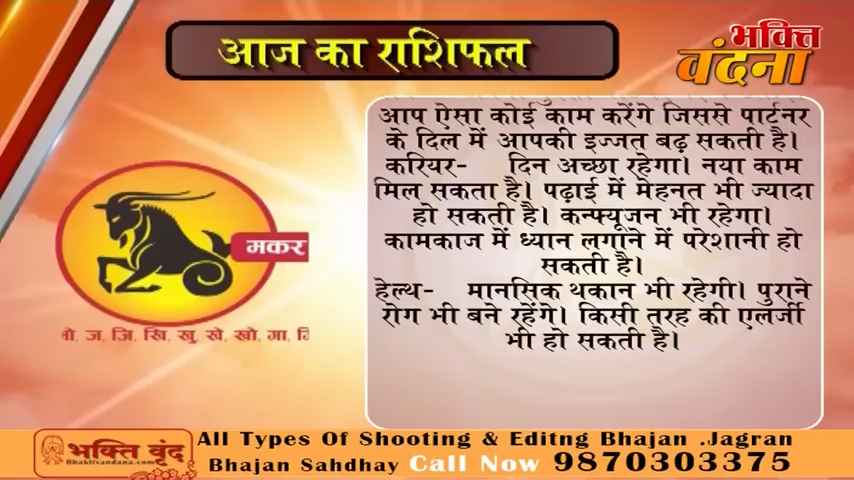 आज का राशिफल
भक्ति
वंदना
आप ऐसा कोई काम करेंगे जिससे पार्टनर
के दिल में आपकी इज्जत बढ़ सकती है।
करियर- दिन अच्छा रहेगा। नया काम
मिल सकता है। पढ़ाई में मेहनत भी ज्यादा
हो सकती है। कन्फ्यूजन भी रहेगा।
कामकाज में ध्यान लगाने में परेशानी हो
सकती है।
हेल्थ- मानसिक थकान भी रहेगी। पुराने
रोग भी बने रहेंगे। किसी तरह की एलर्जी
भी हो सकती है।
मकर
ज, जि, खि, खु, खे, खो, गा,
भक्ति वृंद
Bhaktivandana.com
All Types Of Shooting & Editng Bhajan .Jagran
Bhajan Sahdhay Call Now 9870303375